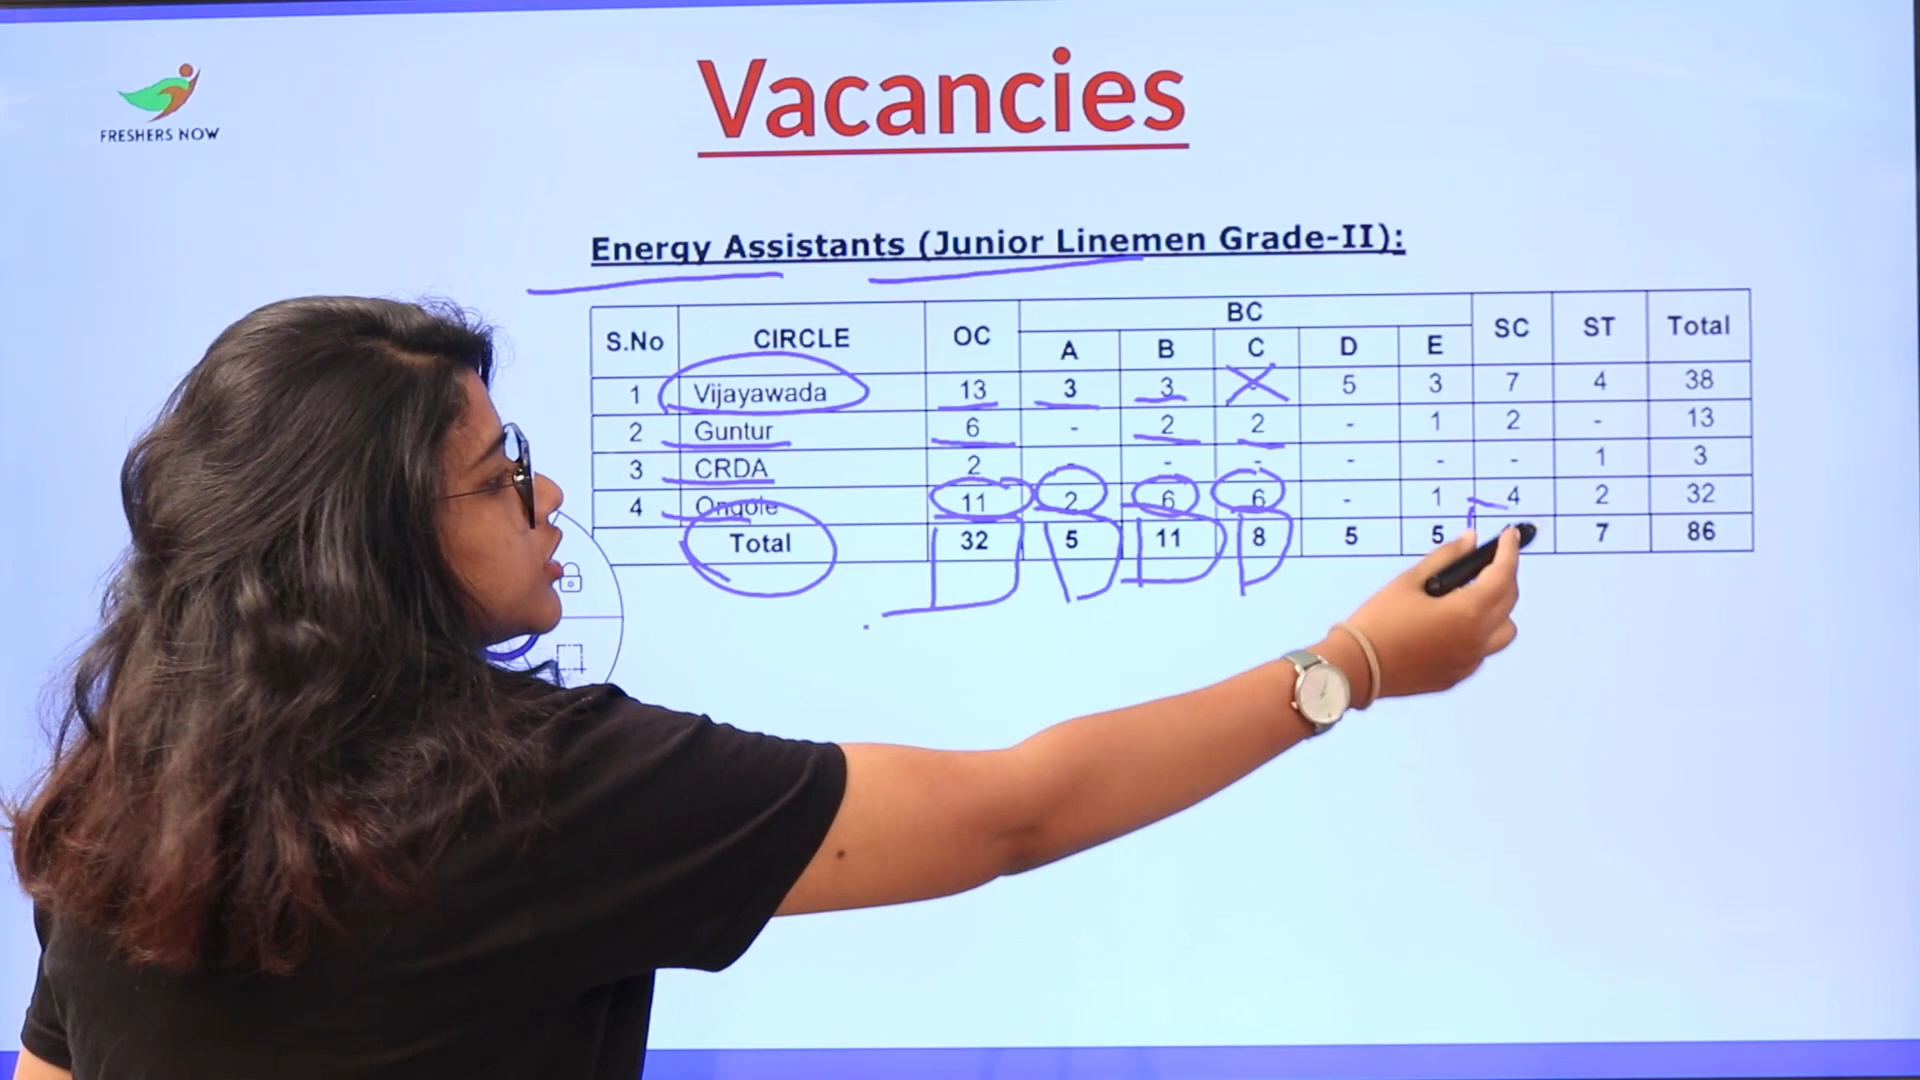 FRESHERS NOW
Vacancies
Energy Assistants (Junior Linemen Grade-II):
S.No CIRCLE OC BC SC ST Total
A B C D E
1 Vijayawada 13 3 3 5 3 7 4 38
2 Guntur 6 - 2 2 - 1 2 - 13
3 CRDA 2 - - - - - - 1 3
4 Ongole 11 2 6 6 - 1 4 2 32
Total 32 5 11 8 5 5 7 86